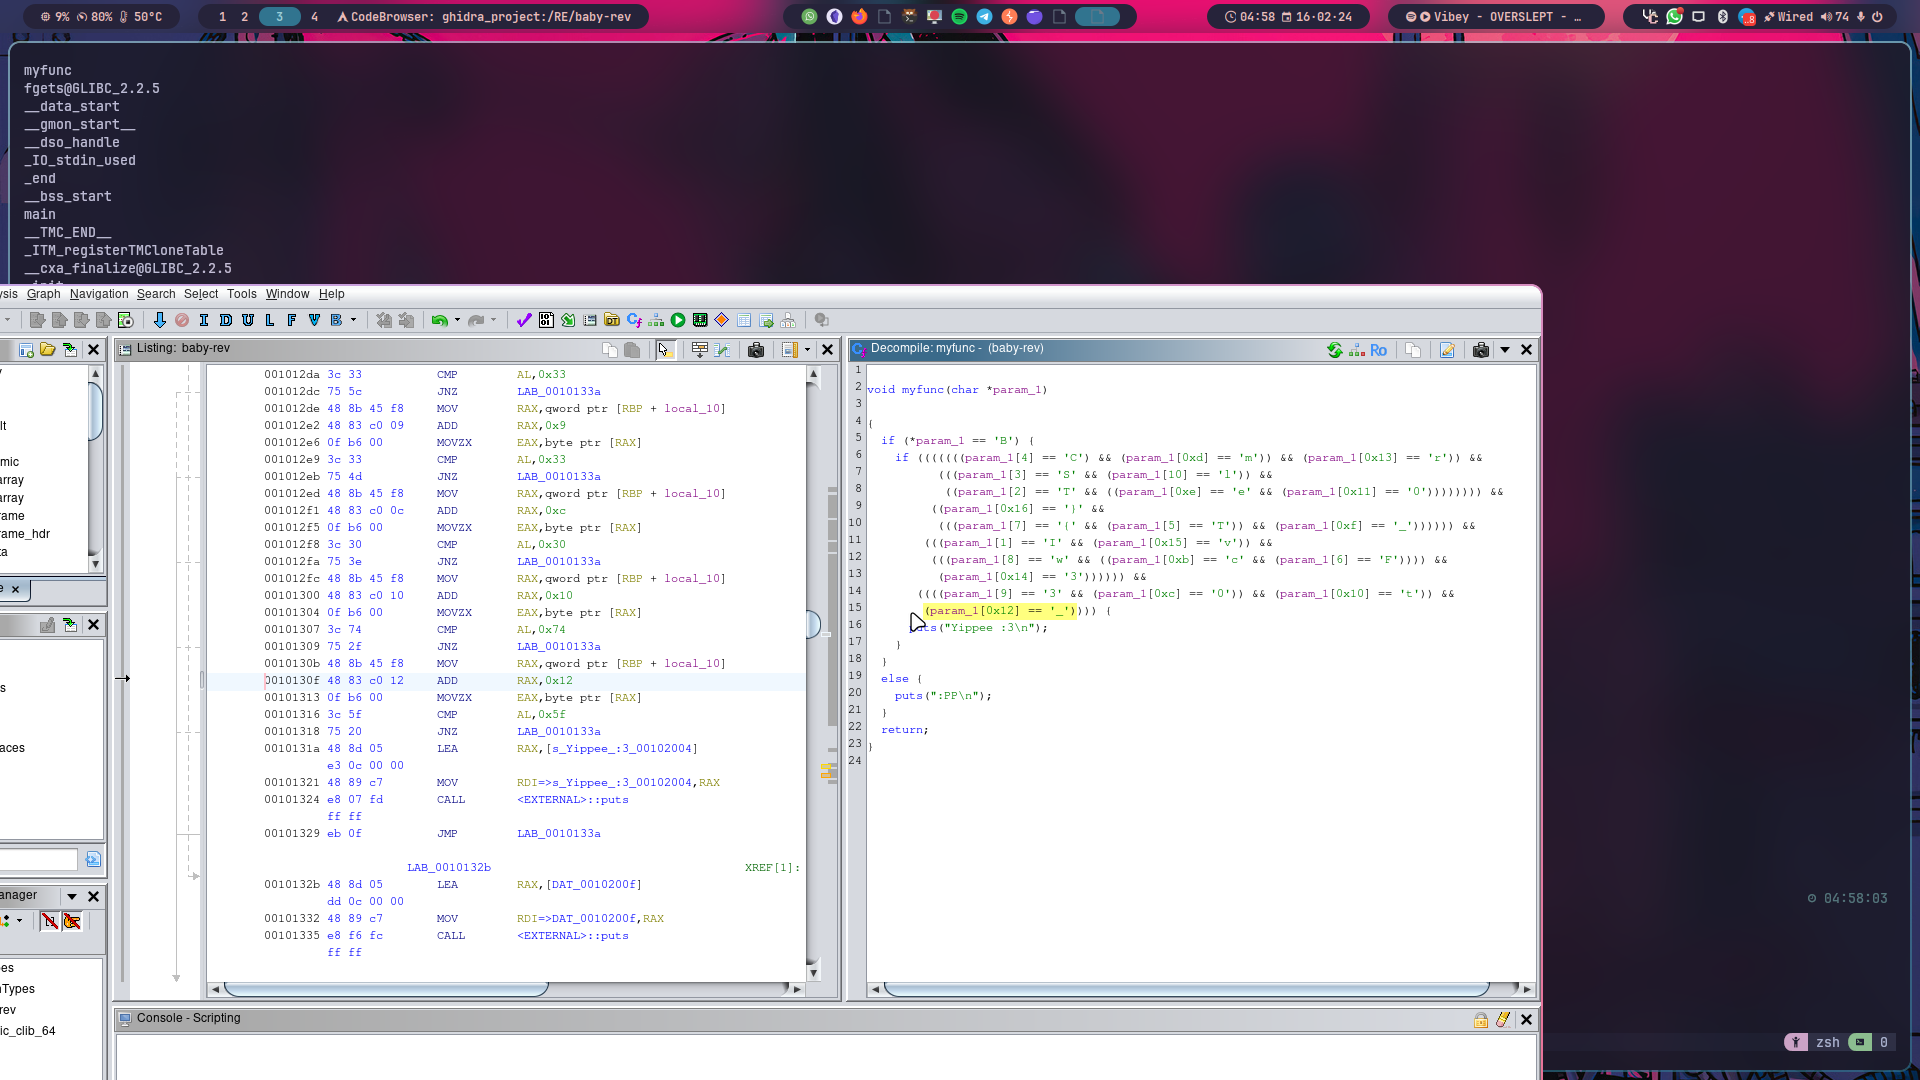 9% 80% 50°C
1 2 3 4 CodeBrowser: ghidra_project:/RE/baby-rev
04:58 16·02·24
Vibey - OVERSLEPT - …
Wired 74
myfunc
fgets@GLIBC_2.2.5
__data_start
__gmon_start__
__dso_handle
_IO_stdin_used
_end
__bss_start
main
__TMC_END__
_ITM_registerTMCloneTable
__cxa_finalize@GLIBC_2.2.5
ysis Graph Navigation Search Select Tools Window Help
I D U L F V B
Listing: baby-rev
001012da 3c 33 CMP AL,0x33
001012dc 75 5c JNZ LAB_0010133a
001012de 48 8b 45 f8 MOV RAX,qword ptr [RBP + local_10]
001012e2 48 83 c0 09 ADD RAX,0x9
001012e6 0f b6 00 MOVZX EAX,byte ptr [RAX]
001012e9 3c 33 CMP AL,0x33
001012eb 75 4d JNZ LAB_0010133a
001012ed 48 8b 45 f8 MOV RAX,qword ptr [RBP + local_10]
001012f1 48 83 c0 0c ADD RAX,0xc
001012f5 0f b6 00 MOVZX EAX,byte ptr [RAX]
001012f8 3c 30 CMP AL,0x30
001012fa 75 3e JNZ LAB_0010133a
001012fc 48 8b 45 f8 MOV RAX,qword ptr [RBP + local_10]
00101300 48 83 c0 10 ADD RAX,0x10
00101304 0f b6 00 MOVZX EAX,byte ptr [RAX]
00101307 3c 74 CMP AL,0x74
00101309 75 2f JNZ LAB_0010133a
0010130b 48 8b 45 f8 MOV RAX,qword ptr [RBP + local_10]
0010130f 48 83 c0 12 ADD RAX,0x12
00101313 0f b6 00 MOVZX EAX,byte ptr [RAX]
00101316 3c 5f CMP AL,0x5f
00101318 75 20 JNZ LAB_0010133a
0010131a 48 8d 05 LEA RAX,[s_Yippee_:3_00102004]
e3 0c 00 00
00101321 48 89 c7 MOV RDI=>s_Yippee_:3_00102004,RAX
00101324 e8 07 fd CALL <EXTERNAL>::puts
ff ff
00101329 eb 0f JMP LAB_0010133a
LAB_0010132b XREF[1]:
0010132b 48 8d 05 LEA RAX,[DAT_0010200f]
dd 0c 00 00
00101332 48 89 c7 MOV RDI=>DAT_0010200f,RAX
00101335 e8 f6 fc CALL <EXTERNAL>::puts
ff ff
Decompile: myfunc - (baby-rev)
Ro
1
2 void myfunc(char *param_1)
3
4 {
5 if (*param_1 == 'B') {
6 if (((((((param_1[4] == 'C') && (param_1[0xd] == 'm')) && (param_1[0x13] == 'r')) &&
7 (((param_1[3] == 'S' && (param_1[10] == 'l')) &&
8 ((param_1[2] == 'T' && ((param_1[0xe] == 'e' && (param_1[0x11] == '0')))))))) &&
9 ((param_1[0x16] == '}' &&
10 (((param_1[7] == '{' && (param_1[5] == 'T')) && (param_1[0xf] == '_')))))) &&
11 (((param_1[1] == 'I' && (param_1[0x15] == 'v')) &&
12 (((param_1[8] == 'w' && ((param_1[0xb] == 'c' && (param_1[6] == 'F')))) &&
13 (param_1[0x14] == '3')))))) &&
14 ((((param_1[9] == '3' && (param_1[0xc] == '0')) && (param_1[0x10] == 't')) &&
15 (param_1[0x12] == '_')))) {
16 puts("Yippee :3\n");
17 }
18 }
19 else {
20 puts(":PP\n");
21 }
22 return;
23 }
24
lt
mic
array
array
rame
rame_hdr
ta
s
aces
anager
es
nTypes
rev
ic_clib_64
Console - Scripting
04:58:03
zsh 0